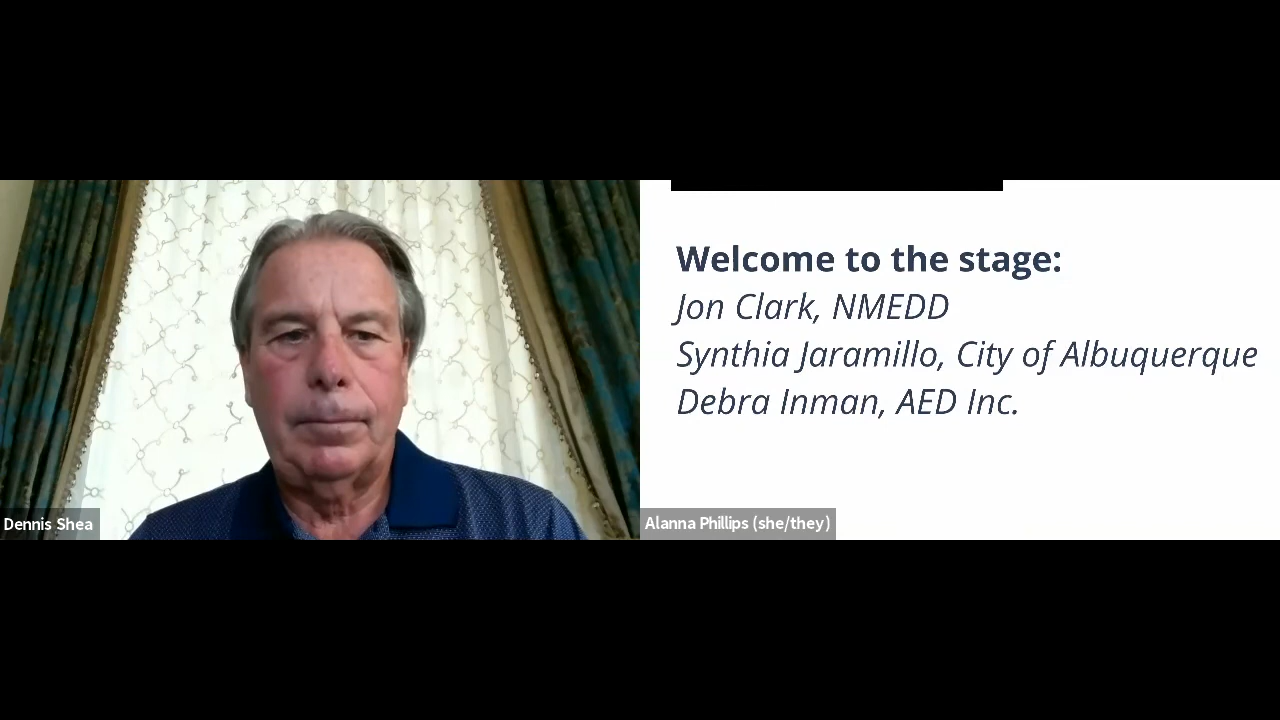 Welcome to the stage:
Jon Clark, NMEDD
Synthia Jaramillo, City of Albuquerque
Debra Inman, AED Inc.
Dennis Shea
Alanna Phillips (she/they)